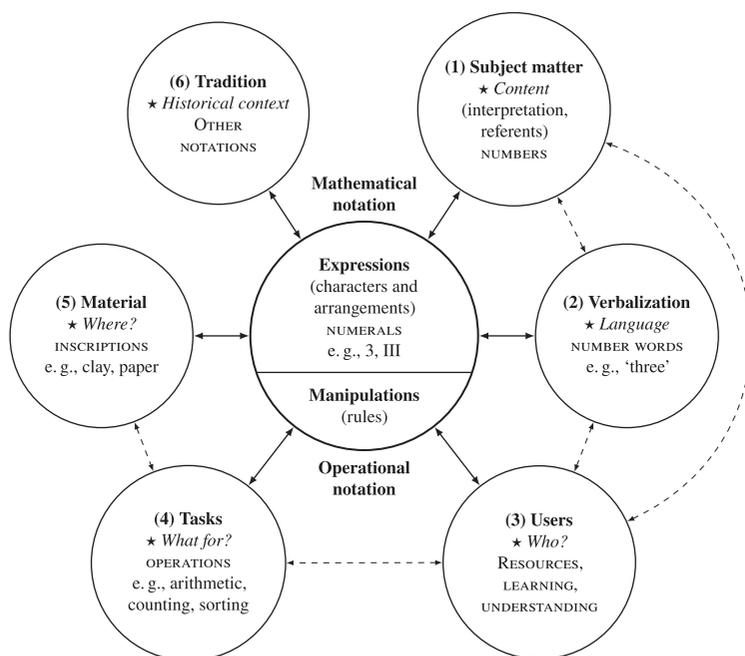 (6) Tradition
★ Historical context
OTHER
NOTATIONS
(1) Subject matter
★ Content
(interpretation,
referents)
NUMBERS
Mathematical
notation
(5) Material
★ Where?
INSCRIPTIONS
e. g., clay, paper
Expressions
(characters and
arrangements)
NUMERALS
e. g., 3, III
Manipulations
(rules)
(2) Verbalization
★ Language
NUMBER WORDS
e. g., ‘three’
Operational
notation
(4) Tasks
★ What for?
OPERATIONS
e. g., arithmetic,
counting, sorting
(3) Users
★ Who?
RESOURCES,
LEARNING,
UNDERSTANDING